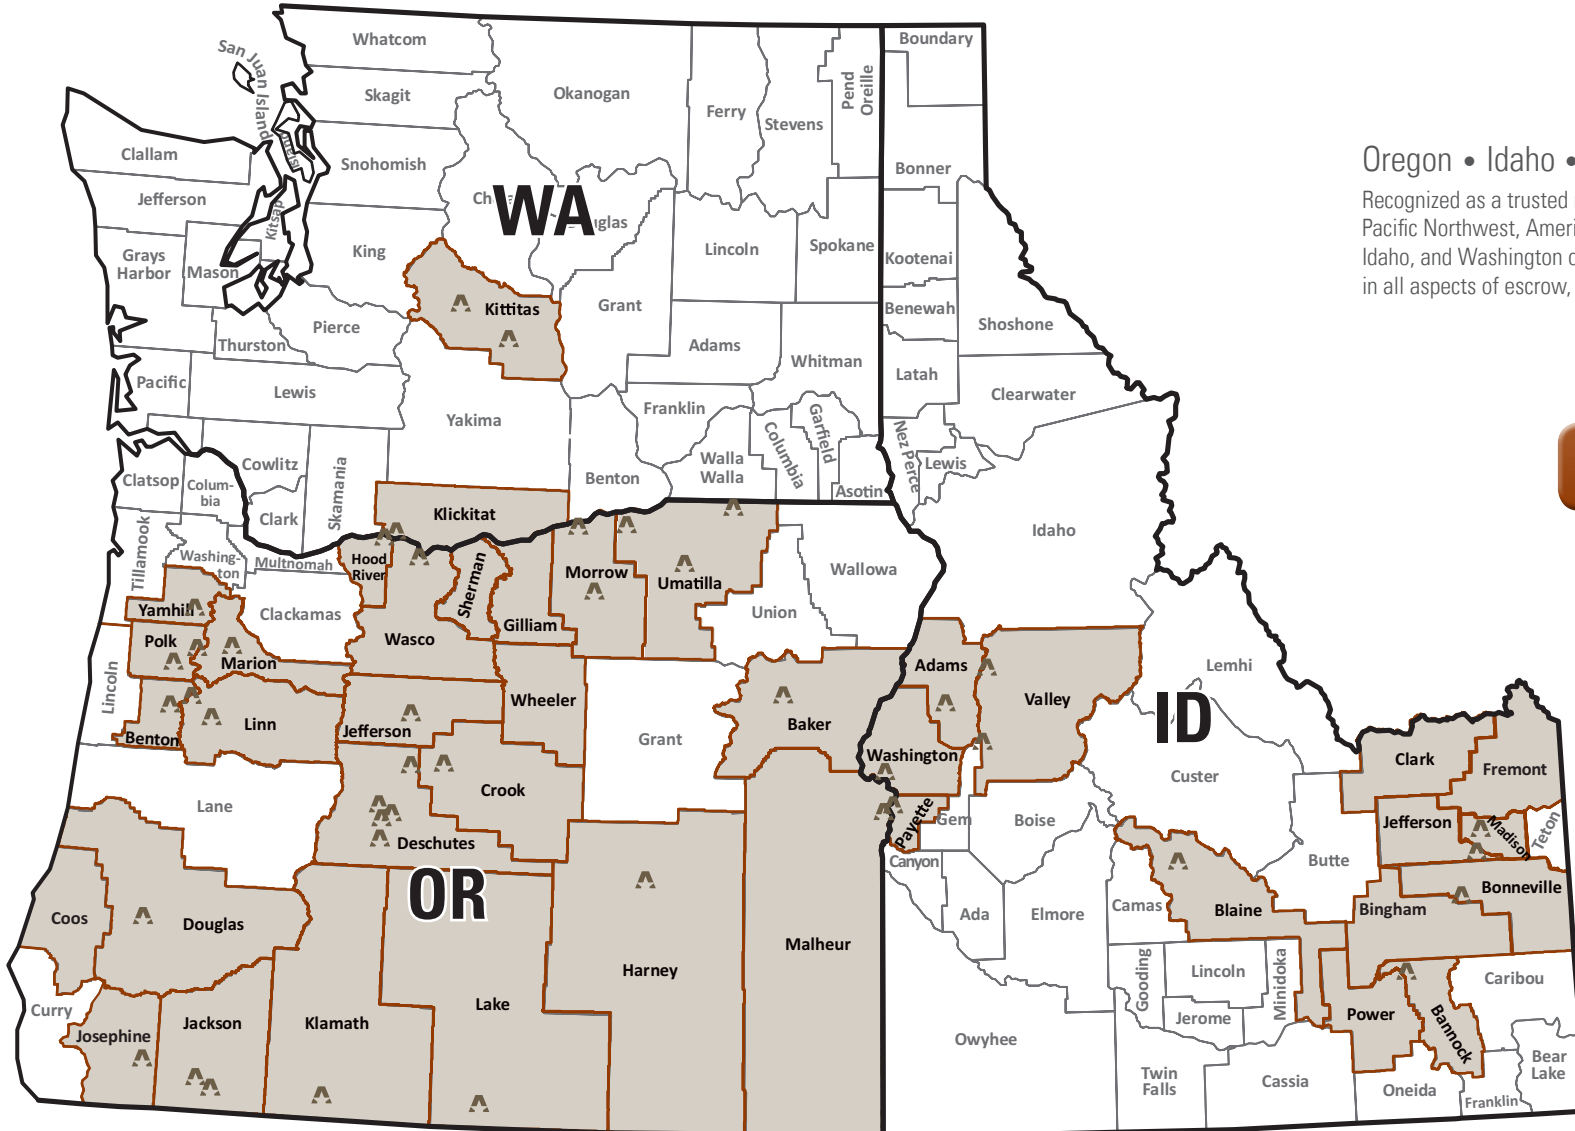 Whatcom
San Juan Island
Skagit
Okanogan
Ferry
Stevens
Pend
Oreille
Boundary
Clallam
Island
Snohomish
Bonner
Jefferson
Kitsap
WA
Grays
Harbor
Mason
King
Lincoln
Spokane
Kootenai
Kittitas
Grant
Benewah
Shoshone
Thurston
Pierce
Adams
Whitman
Pacific
Lewis
Latah
Clearwater
Yakima
Franklin
Garfield
Columbia
Walla
Walla
Benton
Asotin
Nez Perce
Lewis
Cowlitz
Skamania
Clark
Klickitat
Idaho
Clatsop
Colum-
bia
Tillamook
Washing-
ton
Multnomah
Hood
River
Sherman
Morrow
Umatilla
Wallowa
Union
Yamhill
Clackamas
Wasco
Gilliam
Polk
Marion
Lincoln
Wheeler
Adams
Valley
Lemhi
ID
Benton
Linn
Jefferson
Grant
Baker
Washington
Custer
Clark
Fremont
Crook
Lane
Deschutes
Payette
Gem
Boise
Jefferson
Madison
Teton
Butte
Canyon
OR
Coos
Douglas
Ada
Elmore
Camas
Blaine
Bingham
Bonneville
Malheur
Harney
Lake
Gooding
Lincoln
Minidoka
Jerome
Power
Bannock
Caribou
Curry
Josephine
Jackson
Klamath
Owyhee
Twin
Falls
Cassia
Oneida
Franklin
Bear
Lake
Oregon • Idaho •
Recognized as a trusted
Pacific Northwest, Ameri
Idaho, and Washington
in all aspects of escrow,